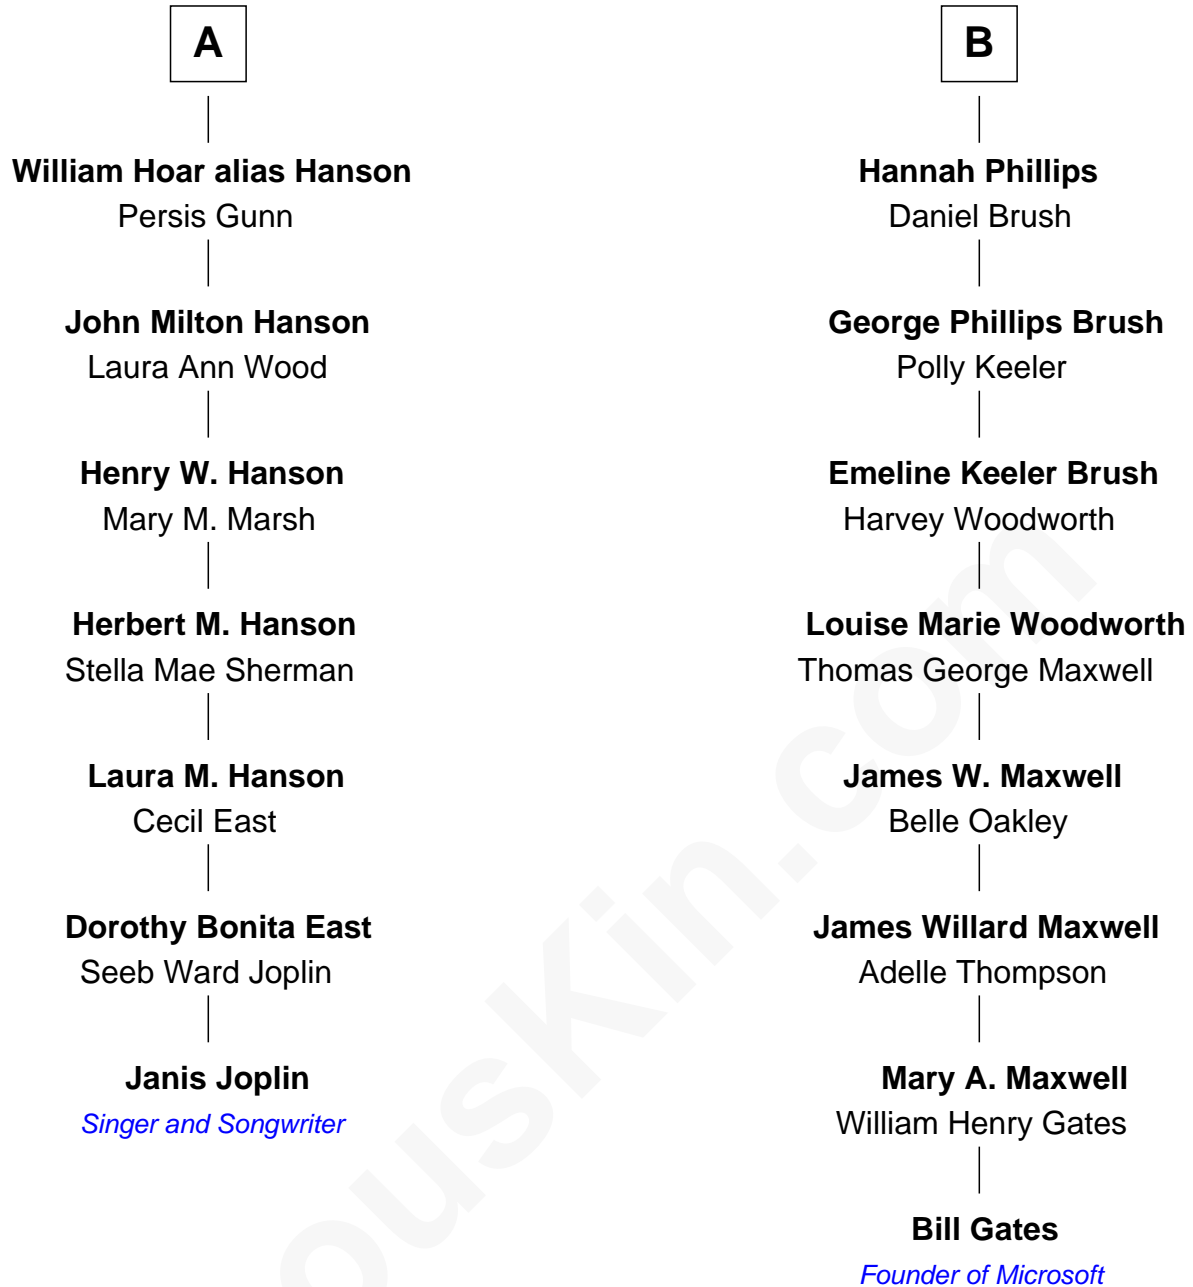 A
William Hoar alias Hanson
Persis Gunn
John Milton Hanson
Laura Ann Wood
Henry W. Hanson
Mary M. Marsh
Herbert M. Hanson
Stella Mae Sherman
Laura M. Hanson
Cecil East
Dorothy Bonita East
Seeb Ward Joplin
Janis Joplin
Singer and Songwriter
B
Hannah Phillips
Daniel Brush
George Phillips Brush
Polly Keeler
Emeline Keeler Brush
Harvey Woodworth
Louise Marie Woodworth
Thomas George Maxwell
James W. Maxwell
Belle Oakley
James Willard Maxwell
Adelle Thompson
Mary A. Maxwell
William Henry Gates
Bill Gates
Founder of Microsoft
ousKin.com